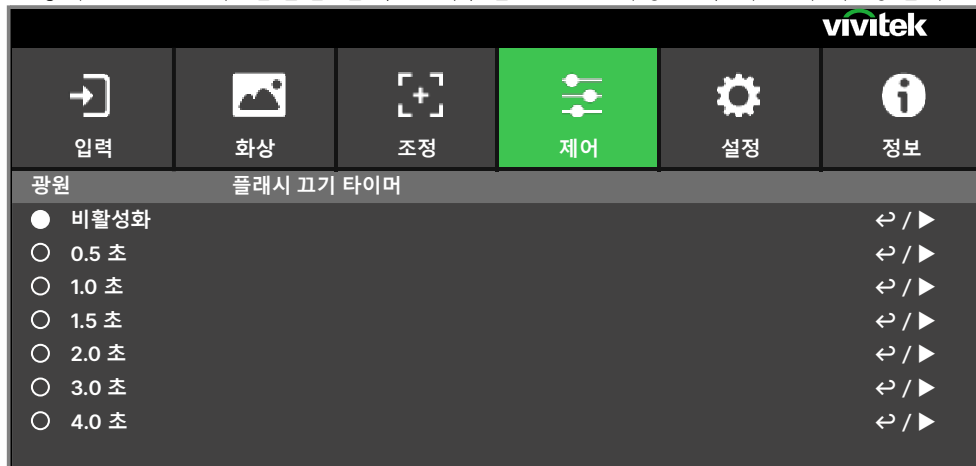 vivitek
입력 화상 조정 제어 설정 정보
광원 플래시 끄기 타이머
비활성화
0.5 초
1.0 초
1.5 초
2.0 초
3.0 초
4.0 초